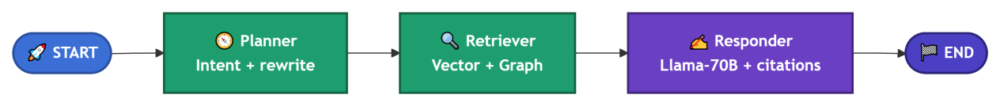 🚀 START
🧭 Planner
Intent + rewrite
🔍 Retriever
Vector + Graph
✍️ Responder
Llama-70B + citations
🏁 END